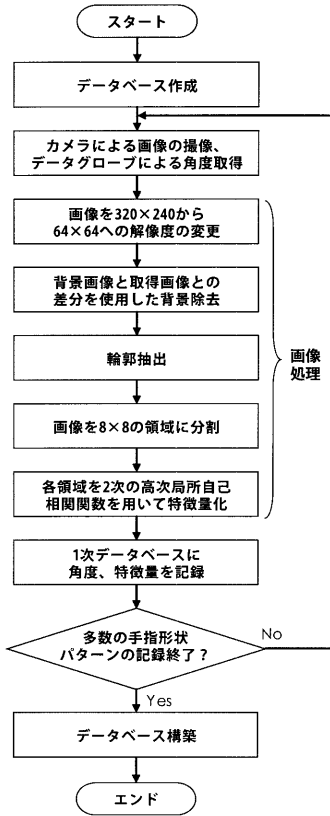 スタート
データベース作成
カメラによる画像の撮像、
データグローブによる角度取得
画像を320×240から
64×64への解像度の変更
背景画像と取得画像との
差分を使用した背景除去
輪郭抽出
画像を8×8の領域に分割
各領域を2次の高次局所自己
相関関数を用いて特徴量化
画像
処理
1次データベースに
角度、特徴量を記録
多数の手指形状
パターンの記録終了？
No
Yes
データベース構築
エンド